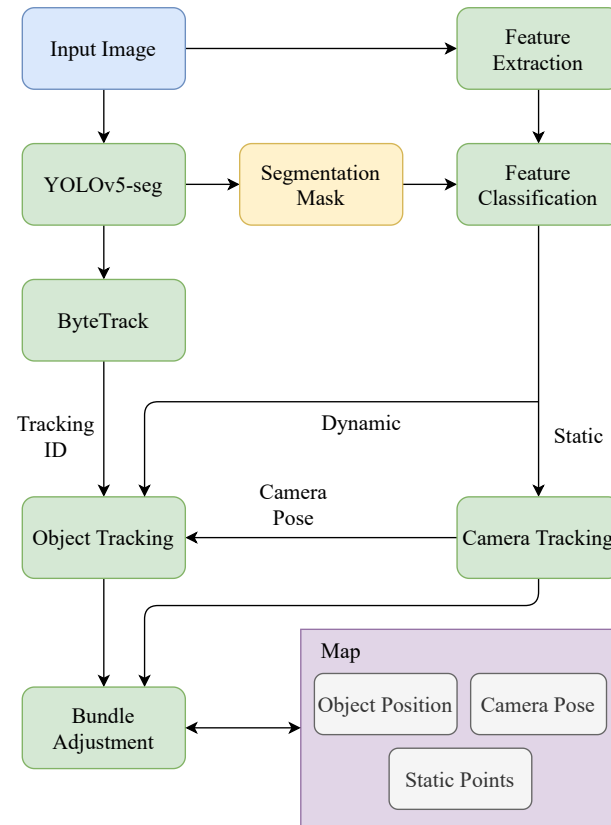 Input Image
Feature
Extraction
YOLOv5-seg
Segmentation
Mask
Feature
Classification
ByteTrack
Tracking
ID
Dynamic
Static
Camera
Pose
Object Tracking
Camera Tracking
Bundle
Adjustment
Map
Object Position
Camera Pose
Static Points